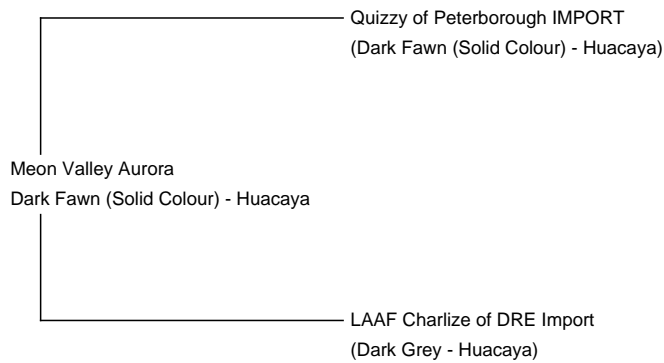 Quizzy of Peterborough IMPORT
(Dark Fawn (Solid Colour) - Huacaya)
Meon Valley Aurora
Dark Fawn (Solid Colour) - Huacaya
LAAF Charlize of DRE Import
(Dark Grey - Huacaya)